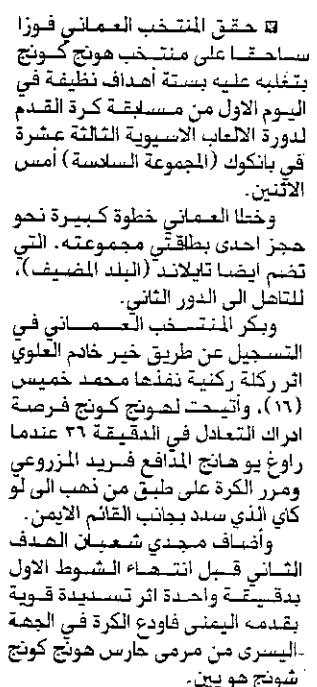 حقق المنتخب العماني فوزا
ساحقا على منتخب هونج كونج
بتغلبه عليه بستة أهداف نظيفة في
اليوم الاول من مسابقة كرة القدم
لدورة الالعاب الاسيوية الثالثة عشرة
في بانكوك (المجموعة السادسة) أمس
الاثنين.
وخطا العماني خطوة كبيرة نحو
حجز احدى بطاقتي مجموعته، التي
تضم ايضا تايلاند (البلد المضيف)،
للتاهل الى الدور الثاني.
وبكر المنتخب العماني في
التسجيل عن طريق خير خادم العلوي
اثر ركلة ركنية نفذها محمد خميس
(١٦)، وأتيحت لهونج كونج فرصة
ادراك التعادل في الدقيقة ٣٦ عندما
راوغ يو هانج المدافع فريد المزروعي
ومرر الكرة على طبق من ذهب الى لو
كاي الذي سدد بجانب القائم الايمن.
وأضاف مجدي شعبان الهدف
الثاني قبل انتهاء الشوط الاول
بدقيقة واحدة اثر تسديدة قوية
بقدمه اليمنى فاودع الكرة في الجهة
اليسرى من مرمى حارس هونج كونج
شونج هو يين.